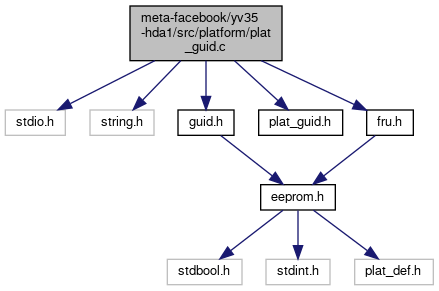 meta-facebook/yv35
-hda1/src/platform/plat
_guid.c
stdio.h
string.h
guid.h
plat_guid.h
fru.h
eeprom.h
stdbool.h
stdint.h
plat_def.h